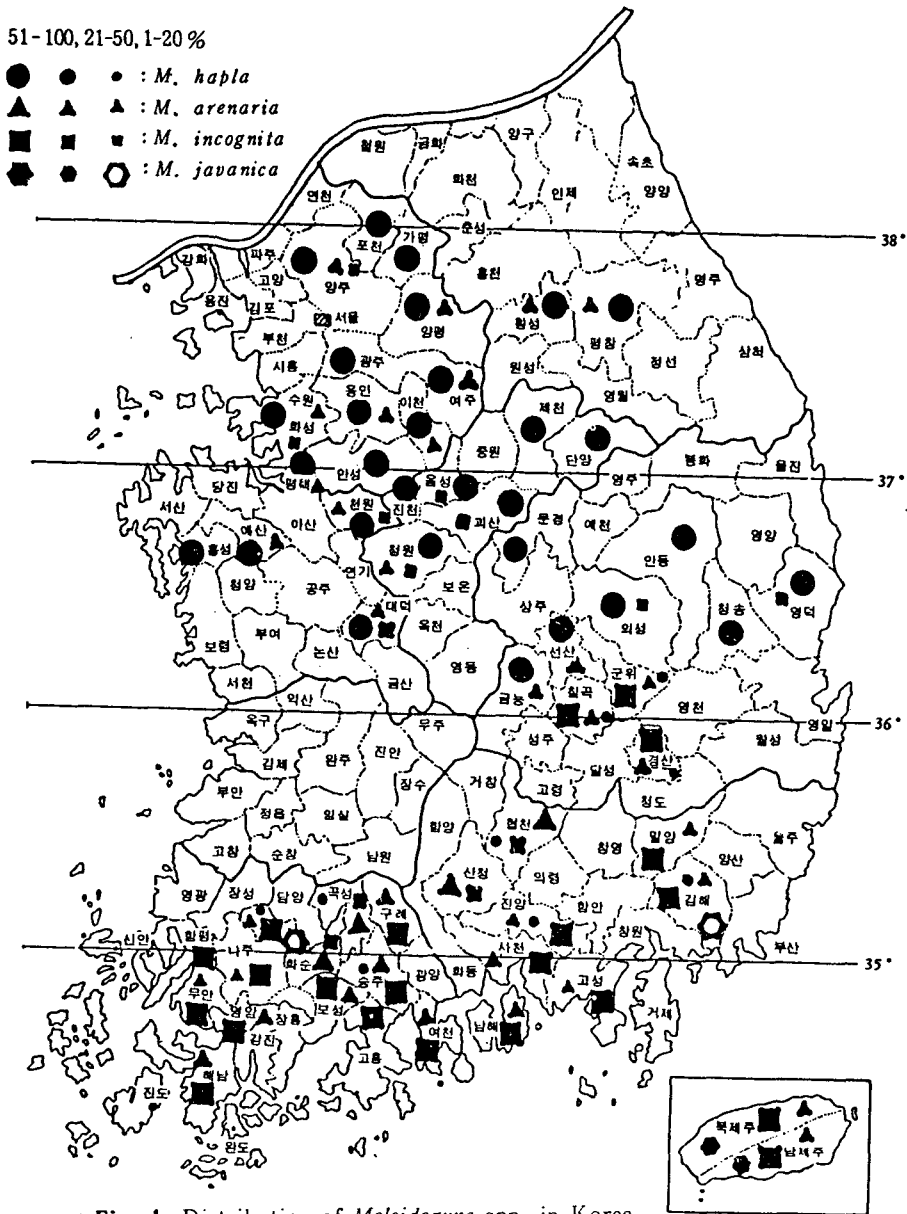 51-100, 21-50, 1-20 %
: M. hapla
: M. arenaria
: M. incognita
: M. javanica
철원
금화
양구
화천
인제
속초
양양
연천
포천
가평
춘성
38°
강화
파주
고양
양주
홍천
명주
옹진
김포
서울
양평
횡성
평창
부천
시흥
광주
원성
정선
삼척
수원
용인
이천
여주
영월
화성
제천
중원
단양
평택
안성
음성
영주
봉화
울진
37°
서산
당진
천원
진천
괴산
문경
예천
아산
예산
홍성
청원
안동
영양
연기
보은
청양
공주
대덕
상주
의성
청송
영덕
보령
부여
논산
옥천
선산
군위
서천
금산
영동
금릉
칠곡
영천
영일
익산
36°
옥구
무주
성주
월성
김제
완주
진안
거창
달성
경산
고령
부안
장수
청도
정읍
임실
함양
합천
창녕
밀양
울주
고창
순창
남원
양산
산청
의령
영광
장성
담양
곡성
구례
진양
함안
김해
신안
함평
나주
사천
창원
부산
화순
승주
광양
하동
고성
35°
무안
영암
장흥
보성
여천
남해
거제
강진
고흥
해남
진도
완도
북제주
남제주
Fig. 1. Distribution of Meloidogyne spp. in Korea